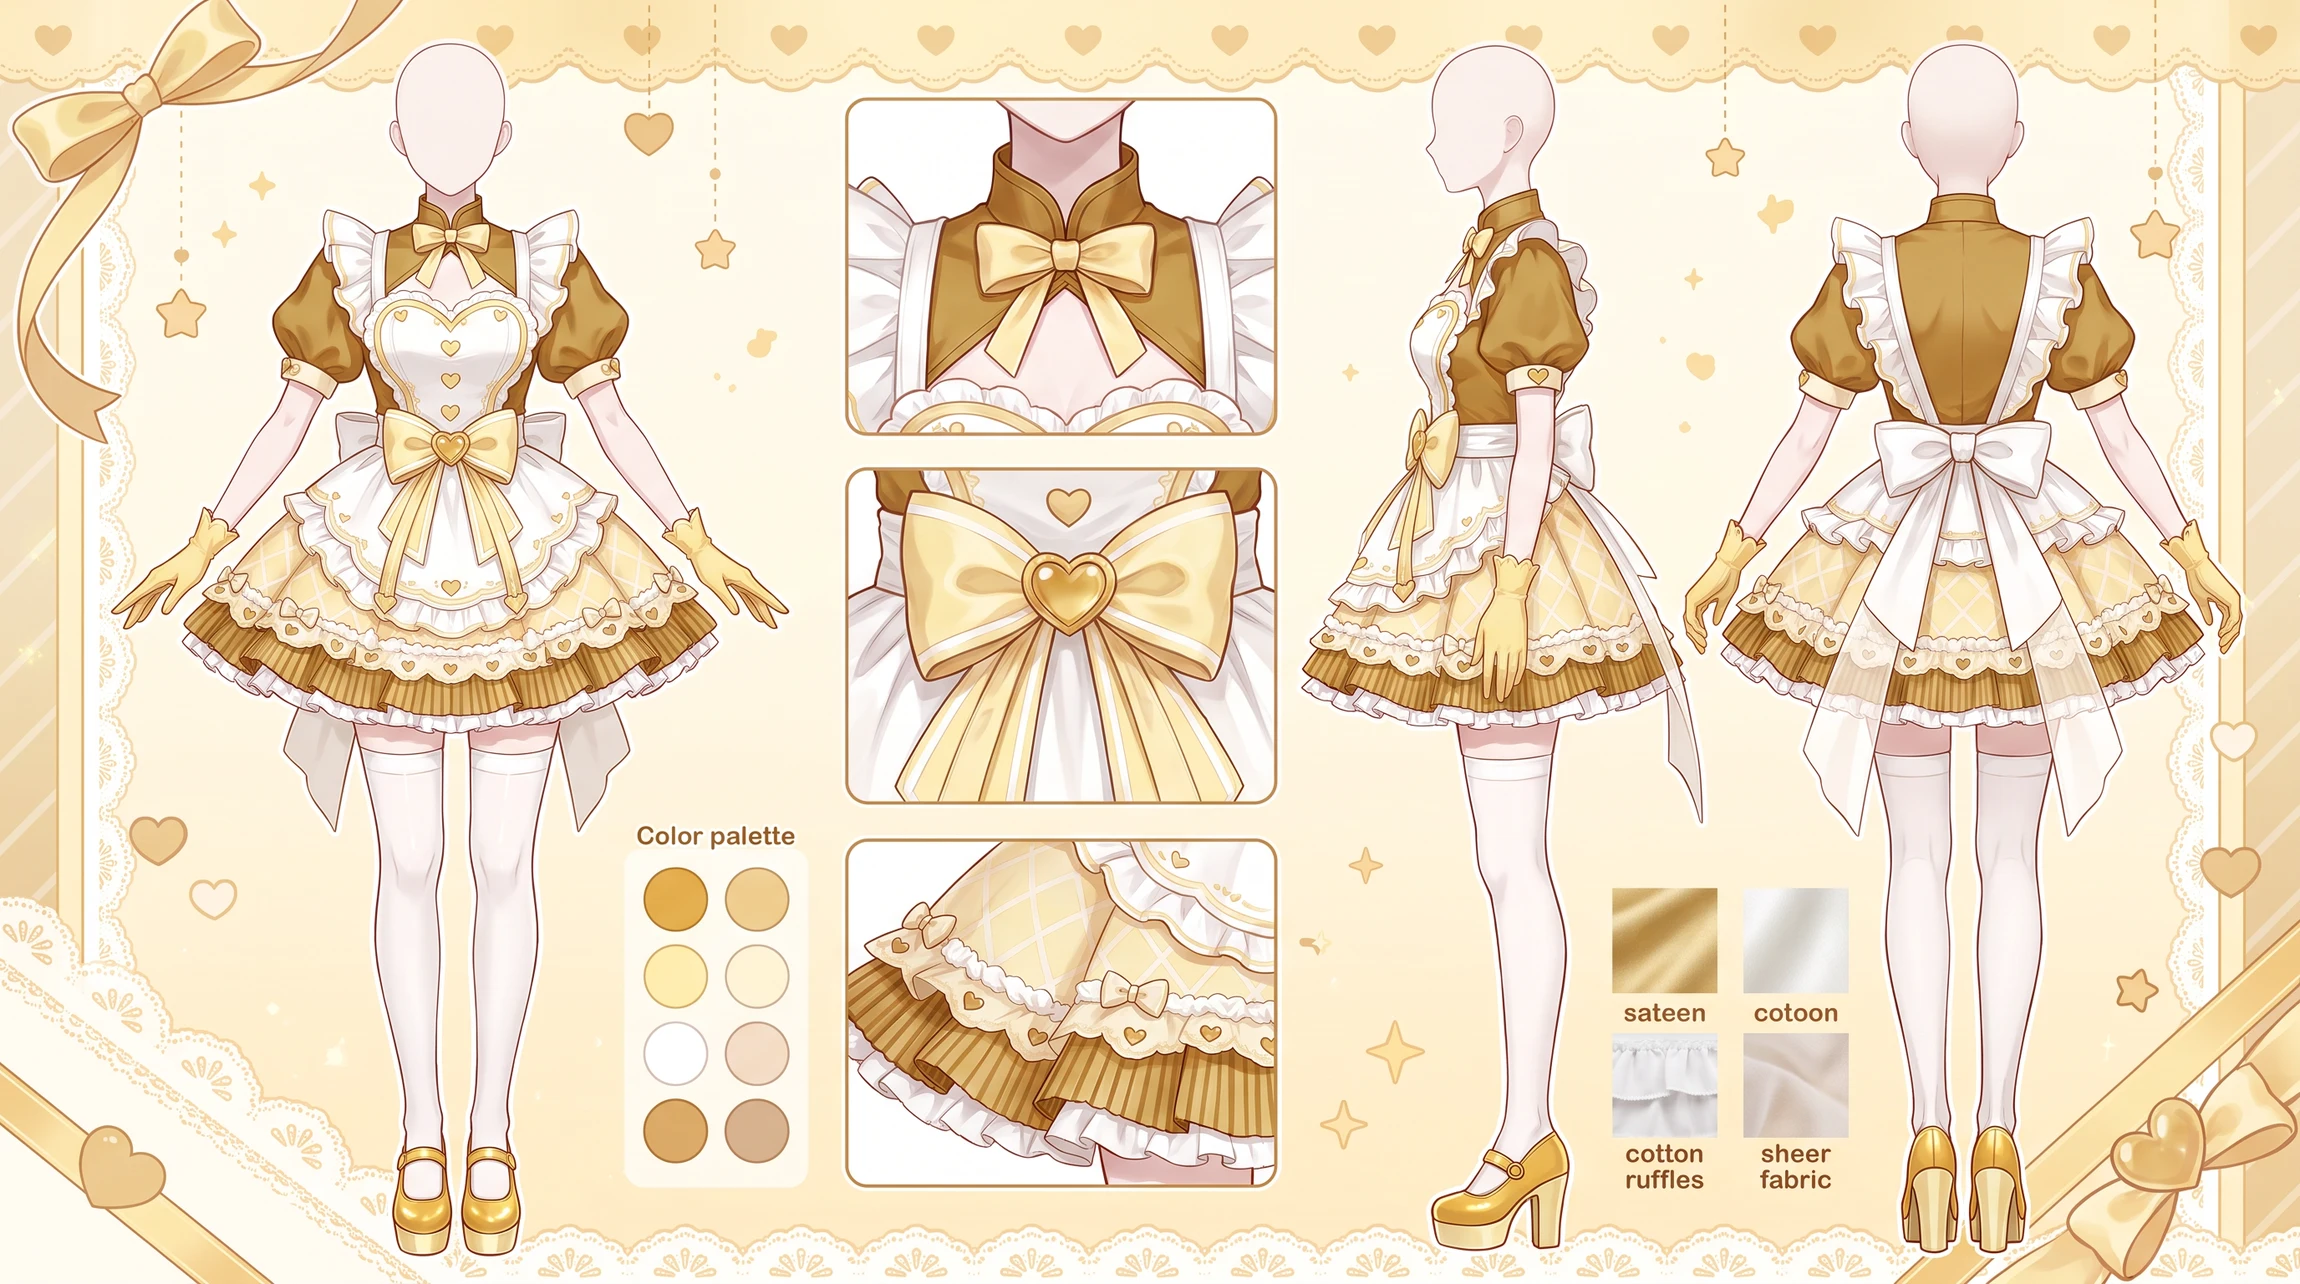 Color palette
sateen
cotoon
cotton
ruffles
sheer
fabric